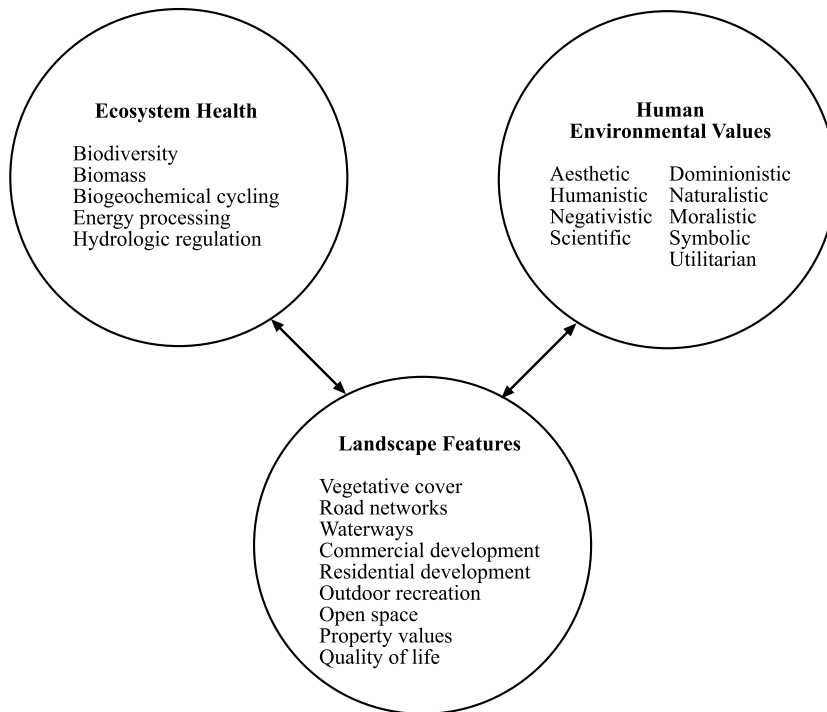 Ecosystem Health
Biodiversity
Biomass
Biogeochemical cycling
Energy processing
Hydrologic regulation
Human
Environmental Values
Aesthetic Dominionistic
Humanistic Naturalistic
Negativistic Moralistic
Scientific Symbolic
Utilitarian
Landscape Features
Vegetative cover
Road networks
Waterways
Commercial development
Residential development
Outdoor recreation
Open space
Property values
Quality of life